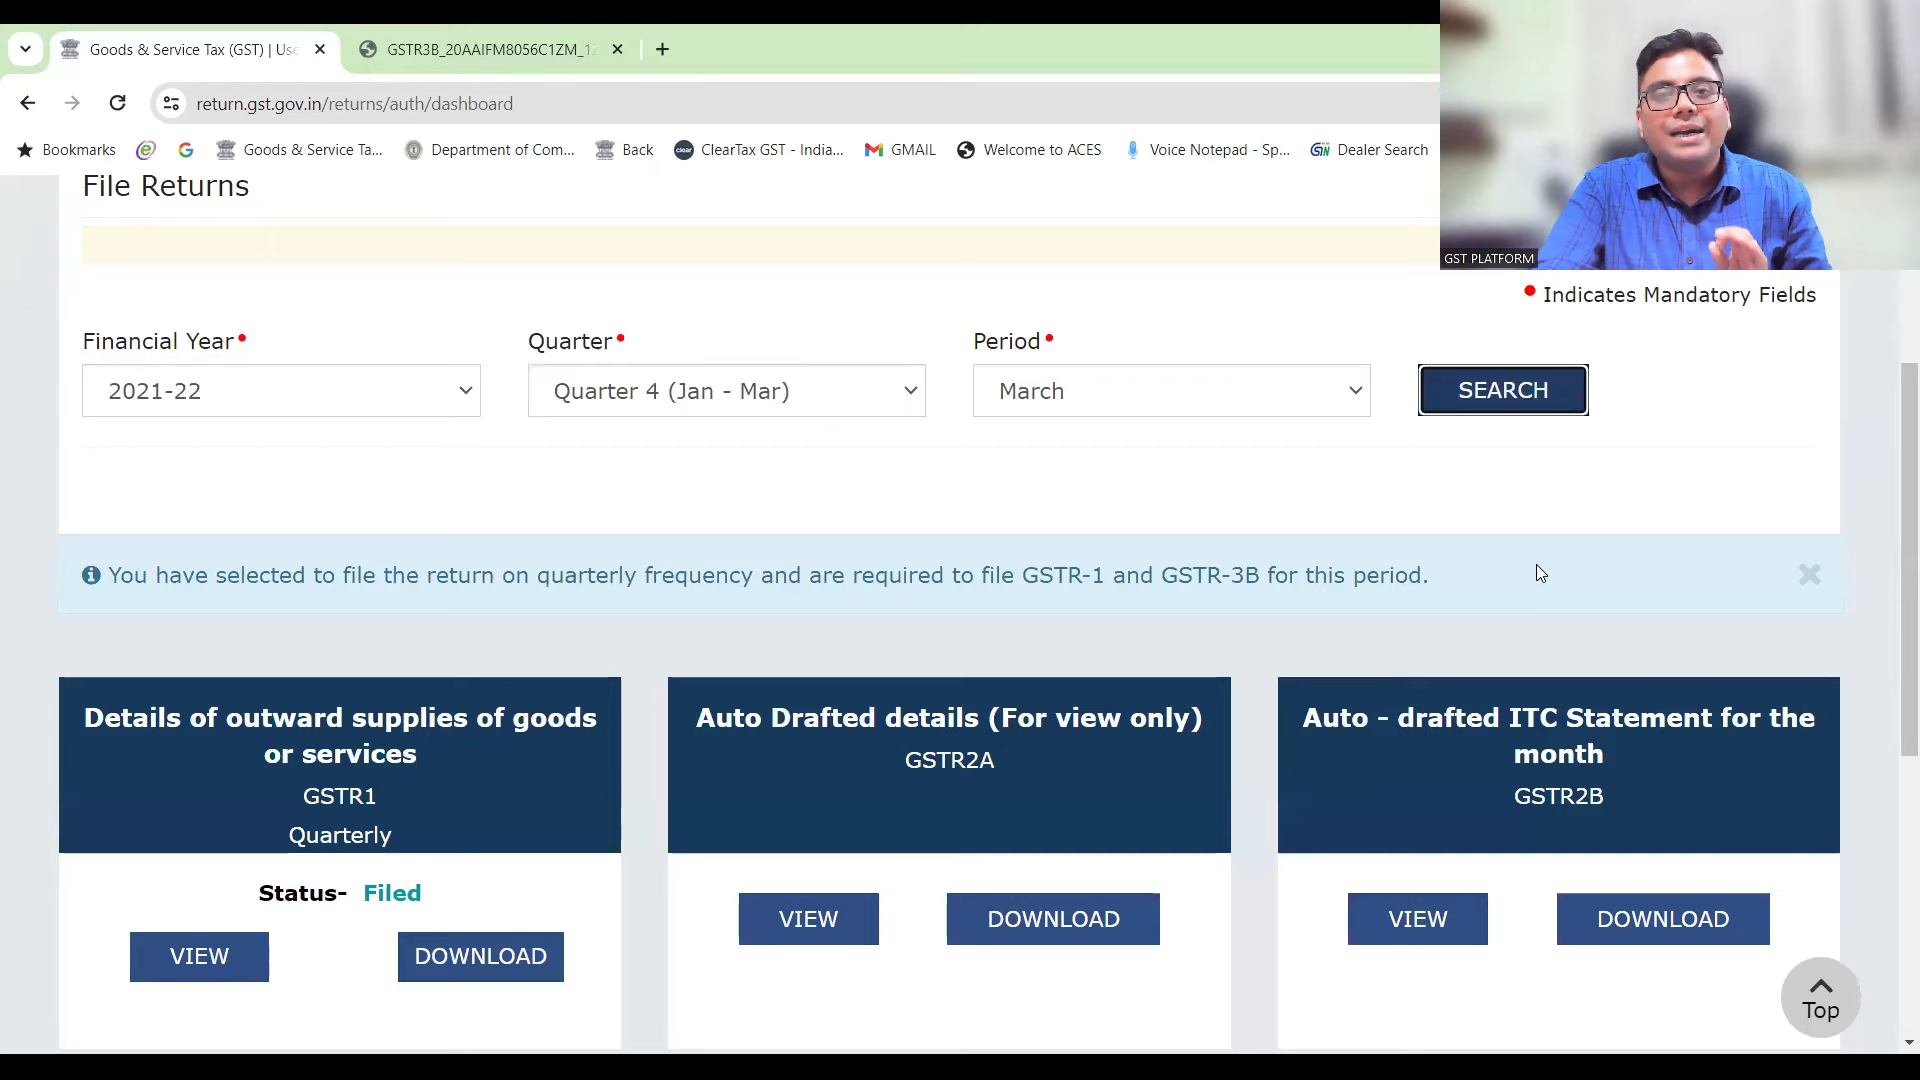 Goods & Service Tax (GST) | Use
GSTR3B_20AAIFM8056C1ZM_12
return.gst.gov.in/returns/auth/dashboard
Bookmarks
Goods & Service Ta...
Department of Com...
Back
clear
ClearTax GST - India...
GMAIL
Welcome to ACES
Voice Notepad - Sp...
Dealer Search
GST PLATFORM
File Returns
Indicates Mandatory Fields
Financial Year
Quarter
Period
2021-22
Quarter 4 (Jan - Mar)
March
SEARCH
You have selected to file the return on quarterly frequency and are required to file GSTR-1 and GSTR-3B for this period.
Details of outward supplies of goods
or services
GSTR1
Quarterly
Status- Filed
VIEW
DOWNLOAD
Auto Drafted details (For view only)
GSTR2A
VIEW
DOWNLOAD
Auto - drafted ITC Statement for the
month
GSTR2B
VIEW
DOWNLOAD
Top